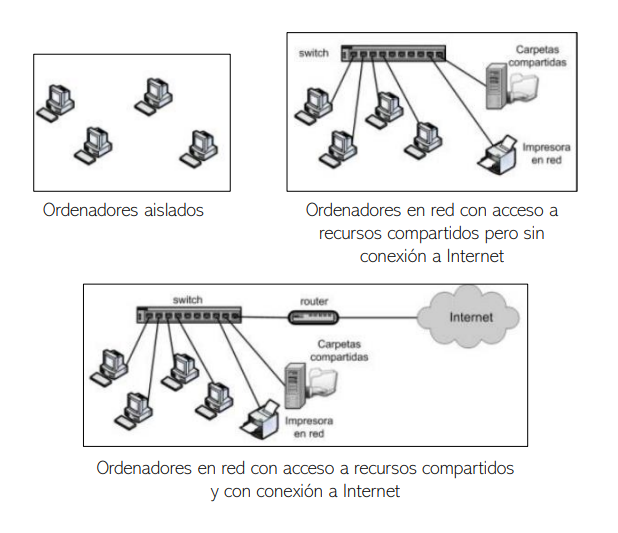 switch
Carpetas
compartidas
Impresora
en red
Ordenadores aislados
Ordenadores en red con acceso a
recursos compartidos pero sin
conexión a Internet
switch
router
Internet
Carpetas
compartidas
Impresora
en red
Ordenadores en red con acceso a recursos compartidos
y con conexión a Internet